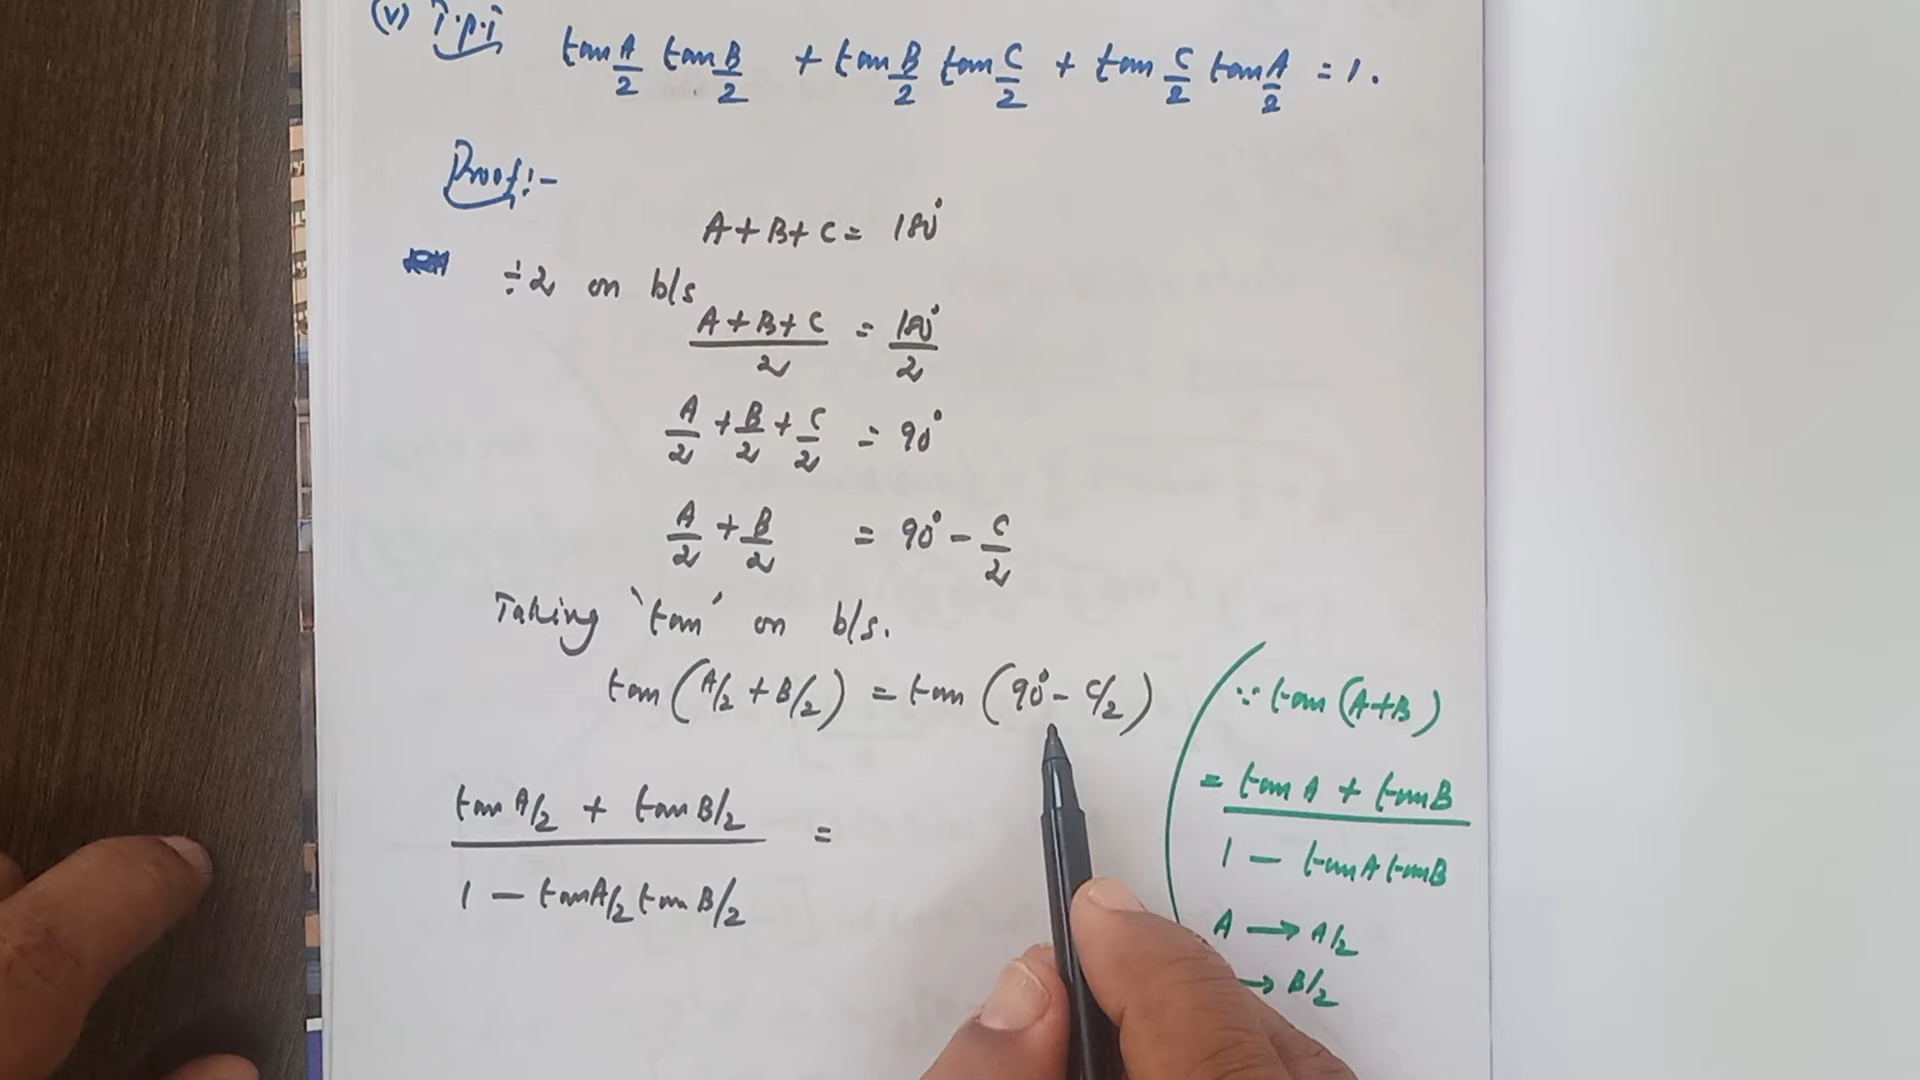 (v) T.P.T
tan A/2 tan B/2 + tan B/2 tan C/2 + tan C/2 tan A/2 = 1.
Proof:-
A + B + C = 180°
÷2 on b/s
A + B + C / 2 = 180° / 2
A/2 + B/2 + C/2 = 90°
A/2 + B/2 = 90° - C/2
Taking 'tan' on b/s.
tan (A/2 + B/2) = tan (90° - C/2)
tan A/2 + tan B/2 / 1 - tan A/2 tan B/2 =
∵ tan (A+B)
= tan A + tan B / 1 - tan A tan B
A → A/2
→ B/2